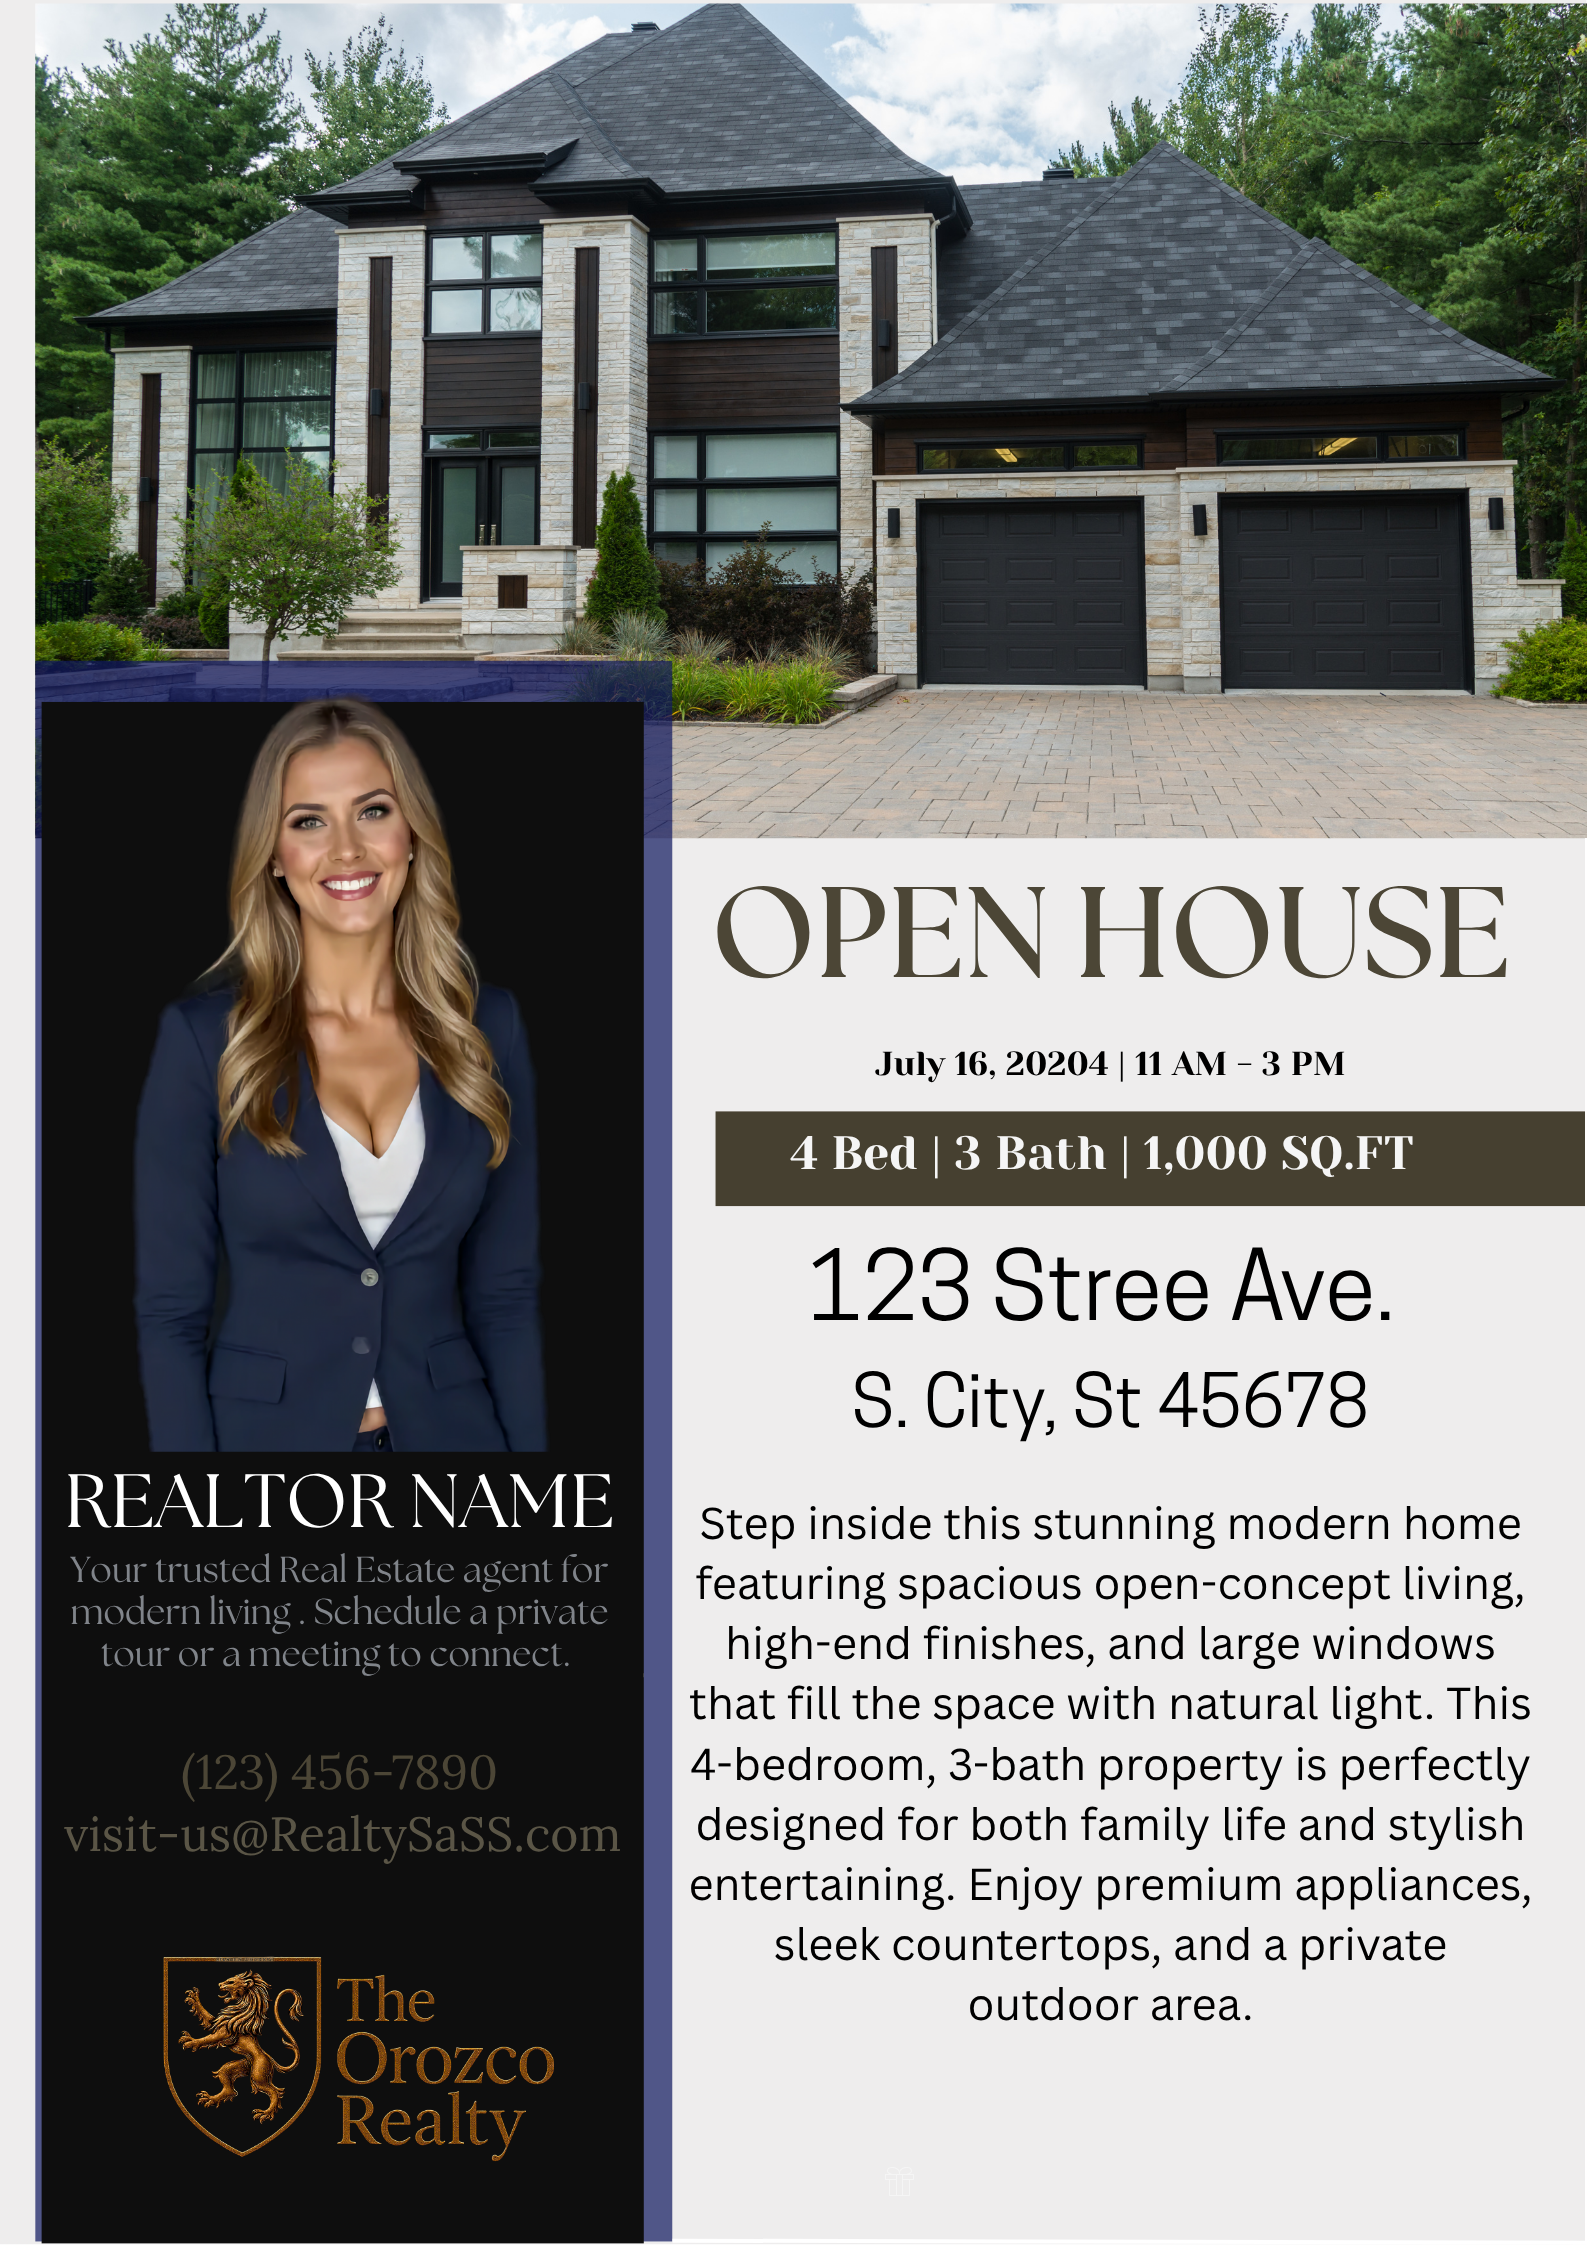 OPEN HOUSE
July 16, 20204 | 11 AM - 3 PM
4 Bed | 3 Bath | 1,000 SQ.FT
123 Stree Ave.
S. City, St 45678
Step inside this stunning modern home
featuring spacious open-concept living,
high-end finishes, and large windows
that fill the space with natural light. This
4-bedroom, 3-bath property is perfectly
designed for both family life and stylish
entertaining. Enjoy premium appliances,
sleek countertops, and a private
outdoor area.
REALTOR NAME
Your trusted Real Estate agent for
modern living . Schedule a private
tour or a meeting to connect.
(123) 456-7890
visit-us@RealtySaSS.com
The
Orozco
Realty